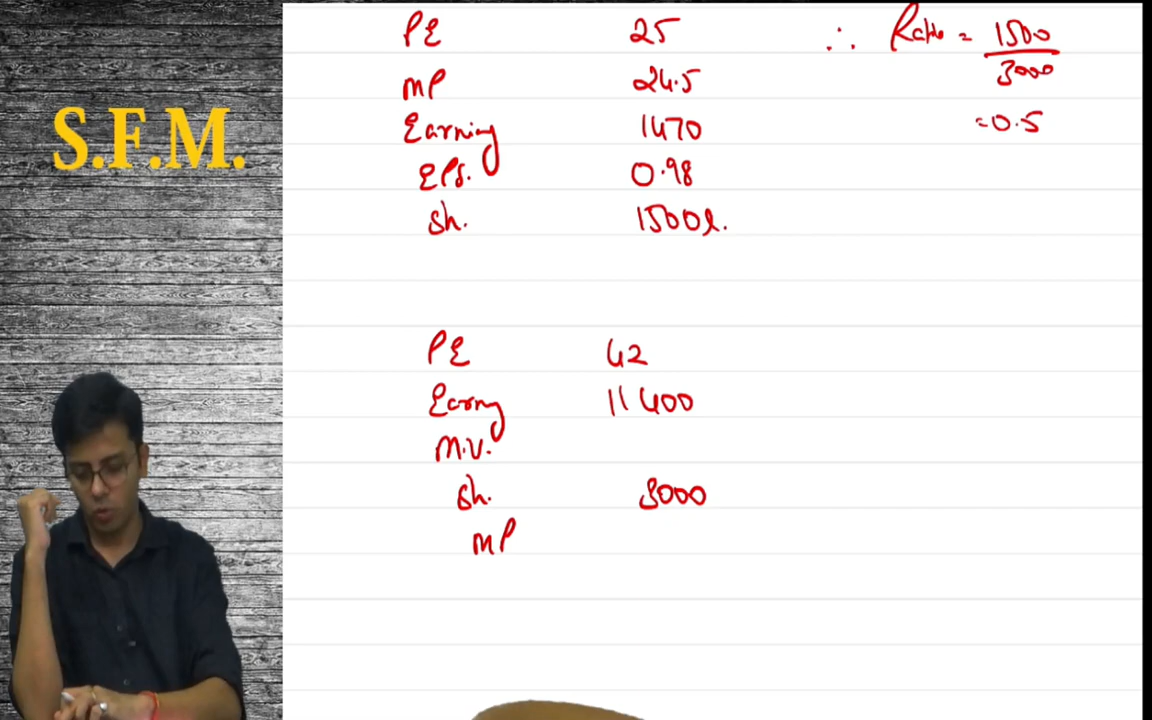 S.F.M.
PE 25
MP 24.5
Earning 1470
EPS. 0.98
Sh. 1500l.
∴ Ratio = 1500
3000
=0.5
PE 42
Earng 11400
M.V.
Sh. 3000
MP